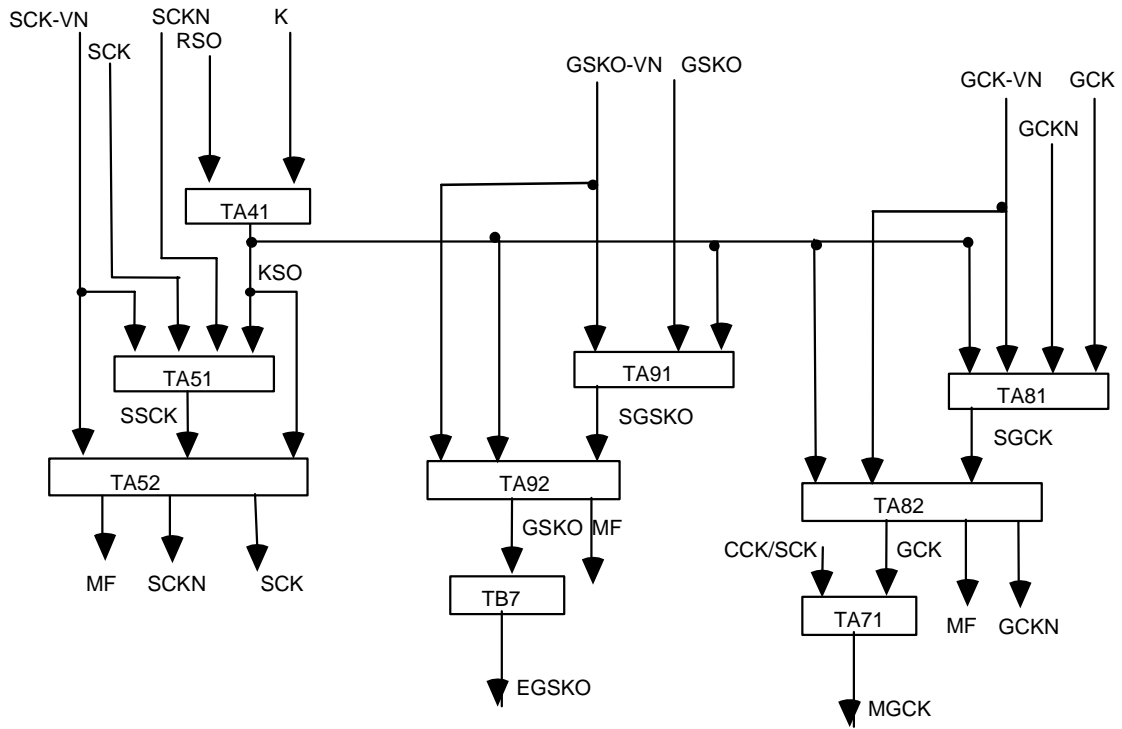 SCK-VN
SCKN
K
RSO
SCK
GSKO-VN
GSKO
GCK-VN
GCK
GCKN
TA41
KSO
TA51
TA91
TA81
SSCK
SGSKO
SGCK
TA52
TA92
TA82
GSKO
MF
CCK/SCK
GCK
MF
SCKN
SCK
TB7
TA71
MF
GCKN
EGSKO
MGCK